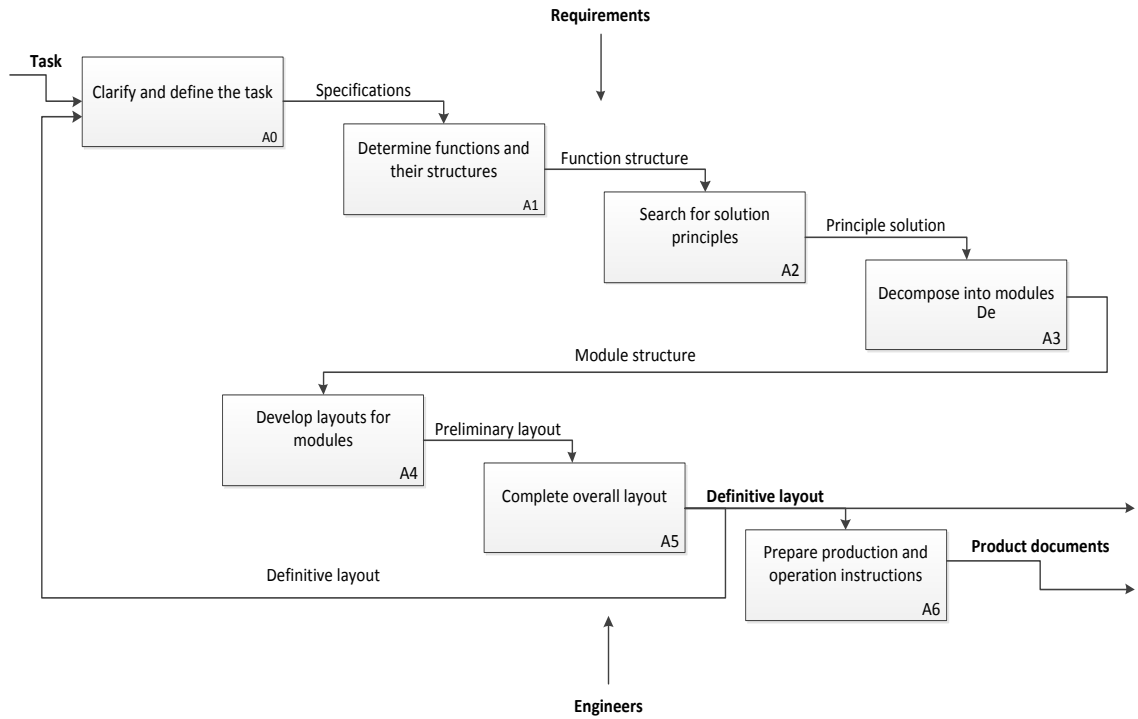 Requirements
Task
Clarify and define the task
A0
Specifications
Determine functions and
their structures
A1
Function structure
Search for solution
principles
A2
Principle solution
Decompose into modules
De
A3
Module structure
Develop layouts for
modules
A4
Preliminary layout
Complete overall layout
A5
Definitive layout
Prepare production and
operation instructions
A6
Product documents
Definitive layout
Engineers